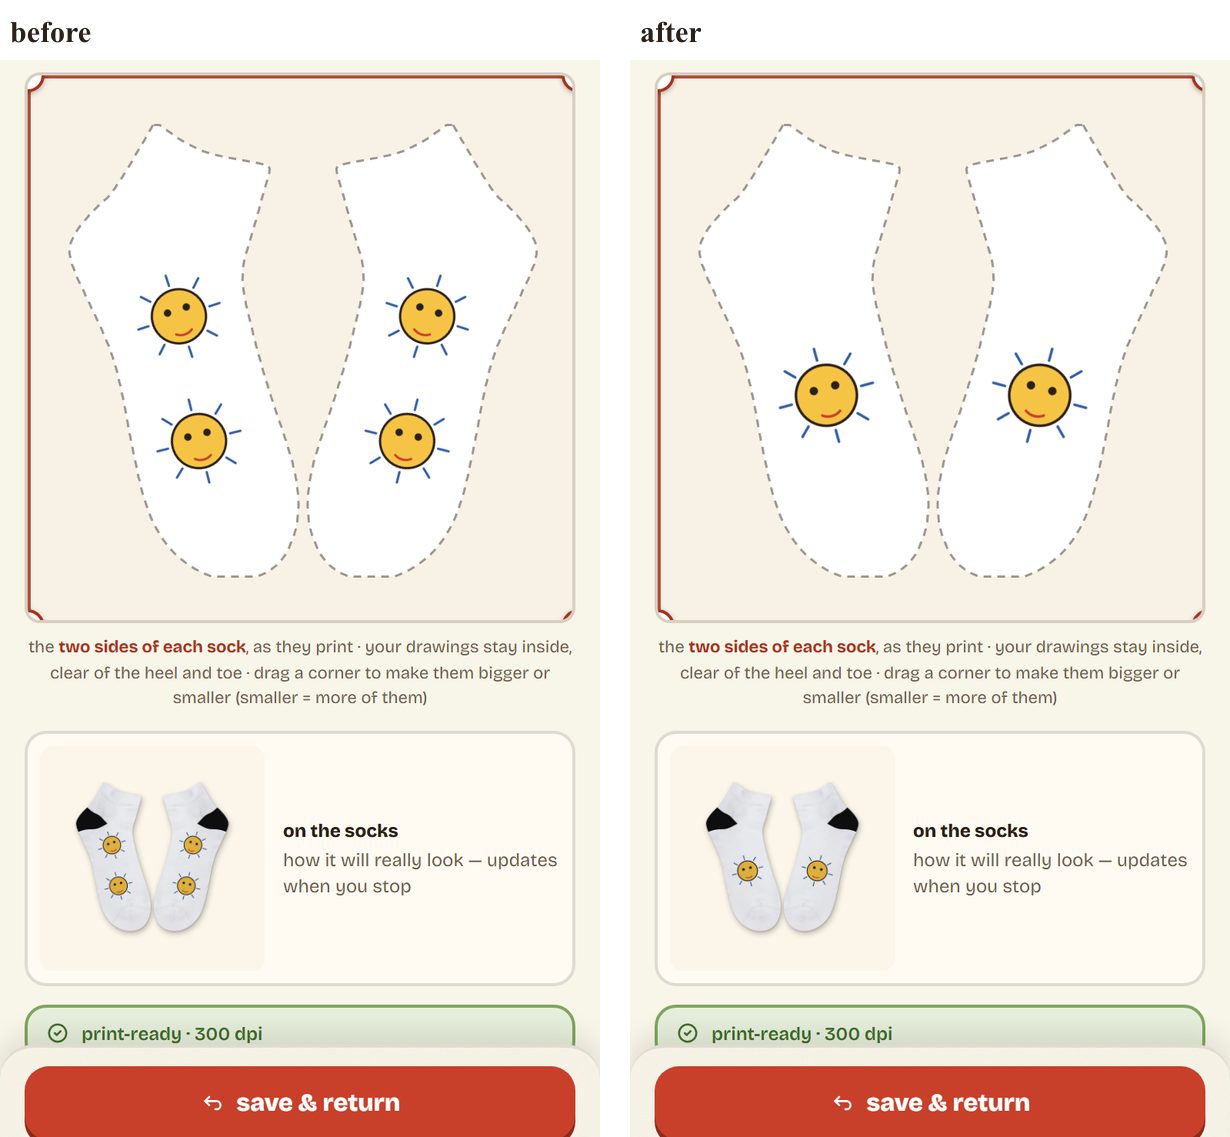 before
the two sides of each sock, as they print · your drawings stay inside,
clear of the heel and toe · drag a corner to make them bigger or
smaller (smaller = more of them)
on the socks
how it will really look — updates
when you stop
print-ready · 300 dpi
save & return
after
the two sides of each sock, as they print · your drawings stay inside,
clear of the heel and toe · drag a corner to make them bigger or
smaller (smaller = more of them)
on the socks
how it will really look — updates
when you stop
print-ready · 300 dpi
save & return